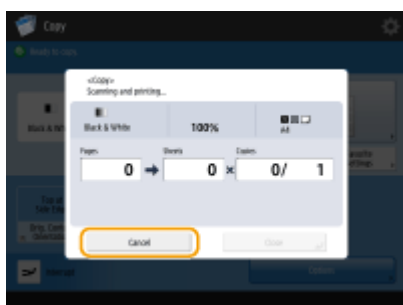 Copy
Ready to copy.
<Copy>
Scanning and printing...
Black & White
100%
A4
Pages
Sheets
Copies
0
0
×
0/
1
Cancel
Close
Interrupt
Options